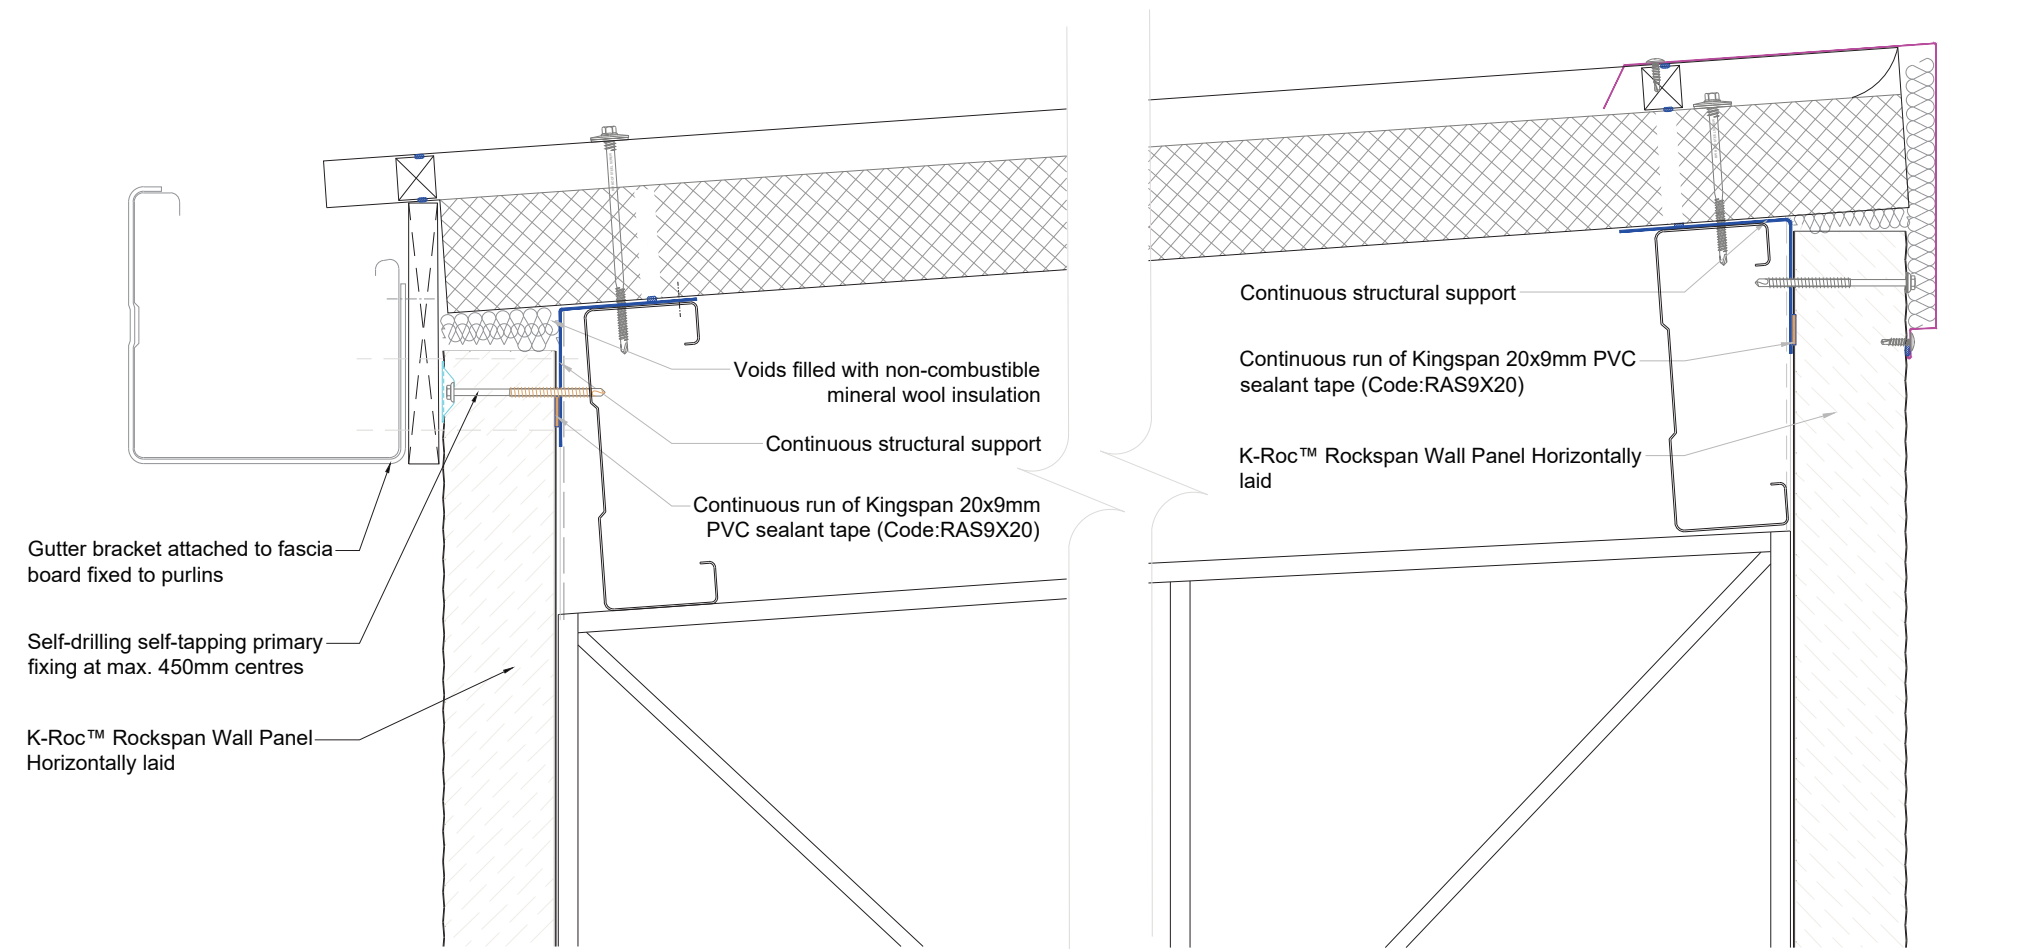 Voids filled with non-combustible
mineral wool insulation
Continuous structural support
Continuous run of Kingspan 20x9mm
PVC sealant tape (Code:RAS9X20)
Gutter bracket attached to fascia
board fixed to purlins
Self-drilling self-tapping primary
fixing at max. 450mm centres
K-Roc™ Rockspan Wall Panel
Horizontally laid
Continuous structural support
Continuous run of Kingspan 20x9mm PVC
sealant tape (Code:RAS9X20)
K-Roc™ Rockspan Wall Panel Horizontally
laid